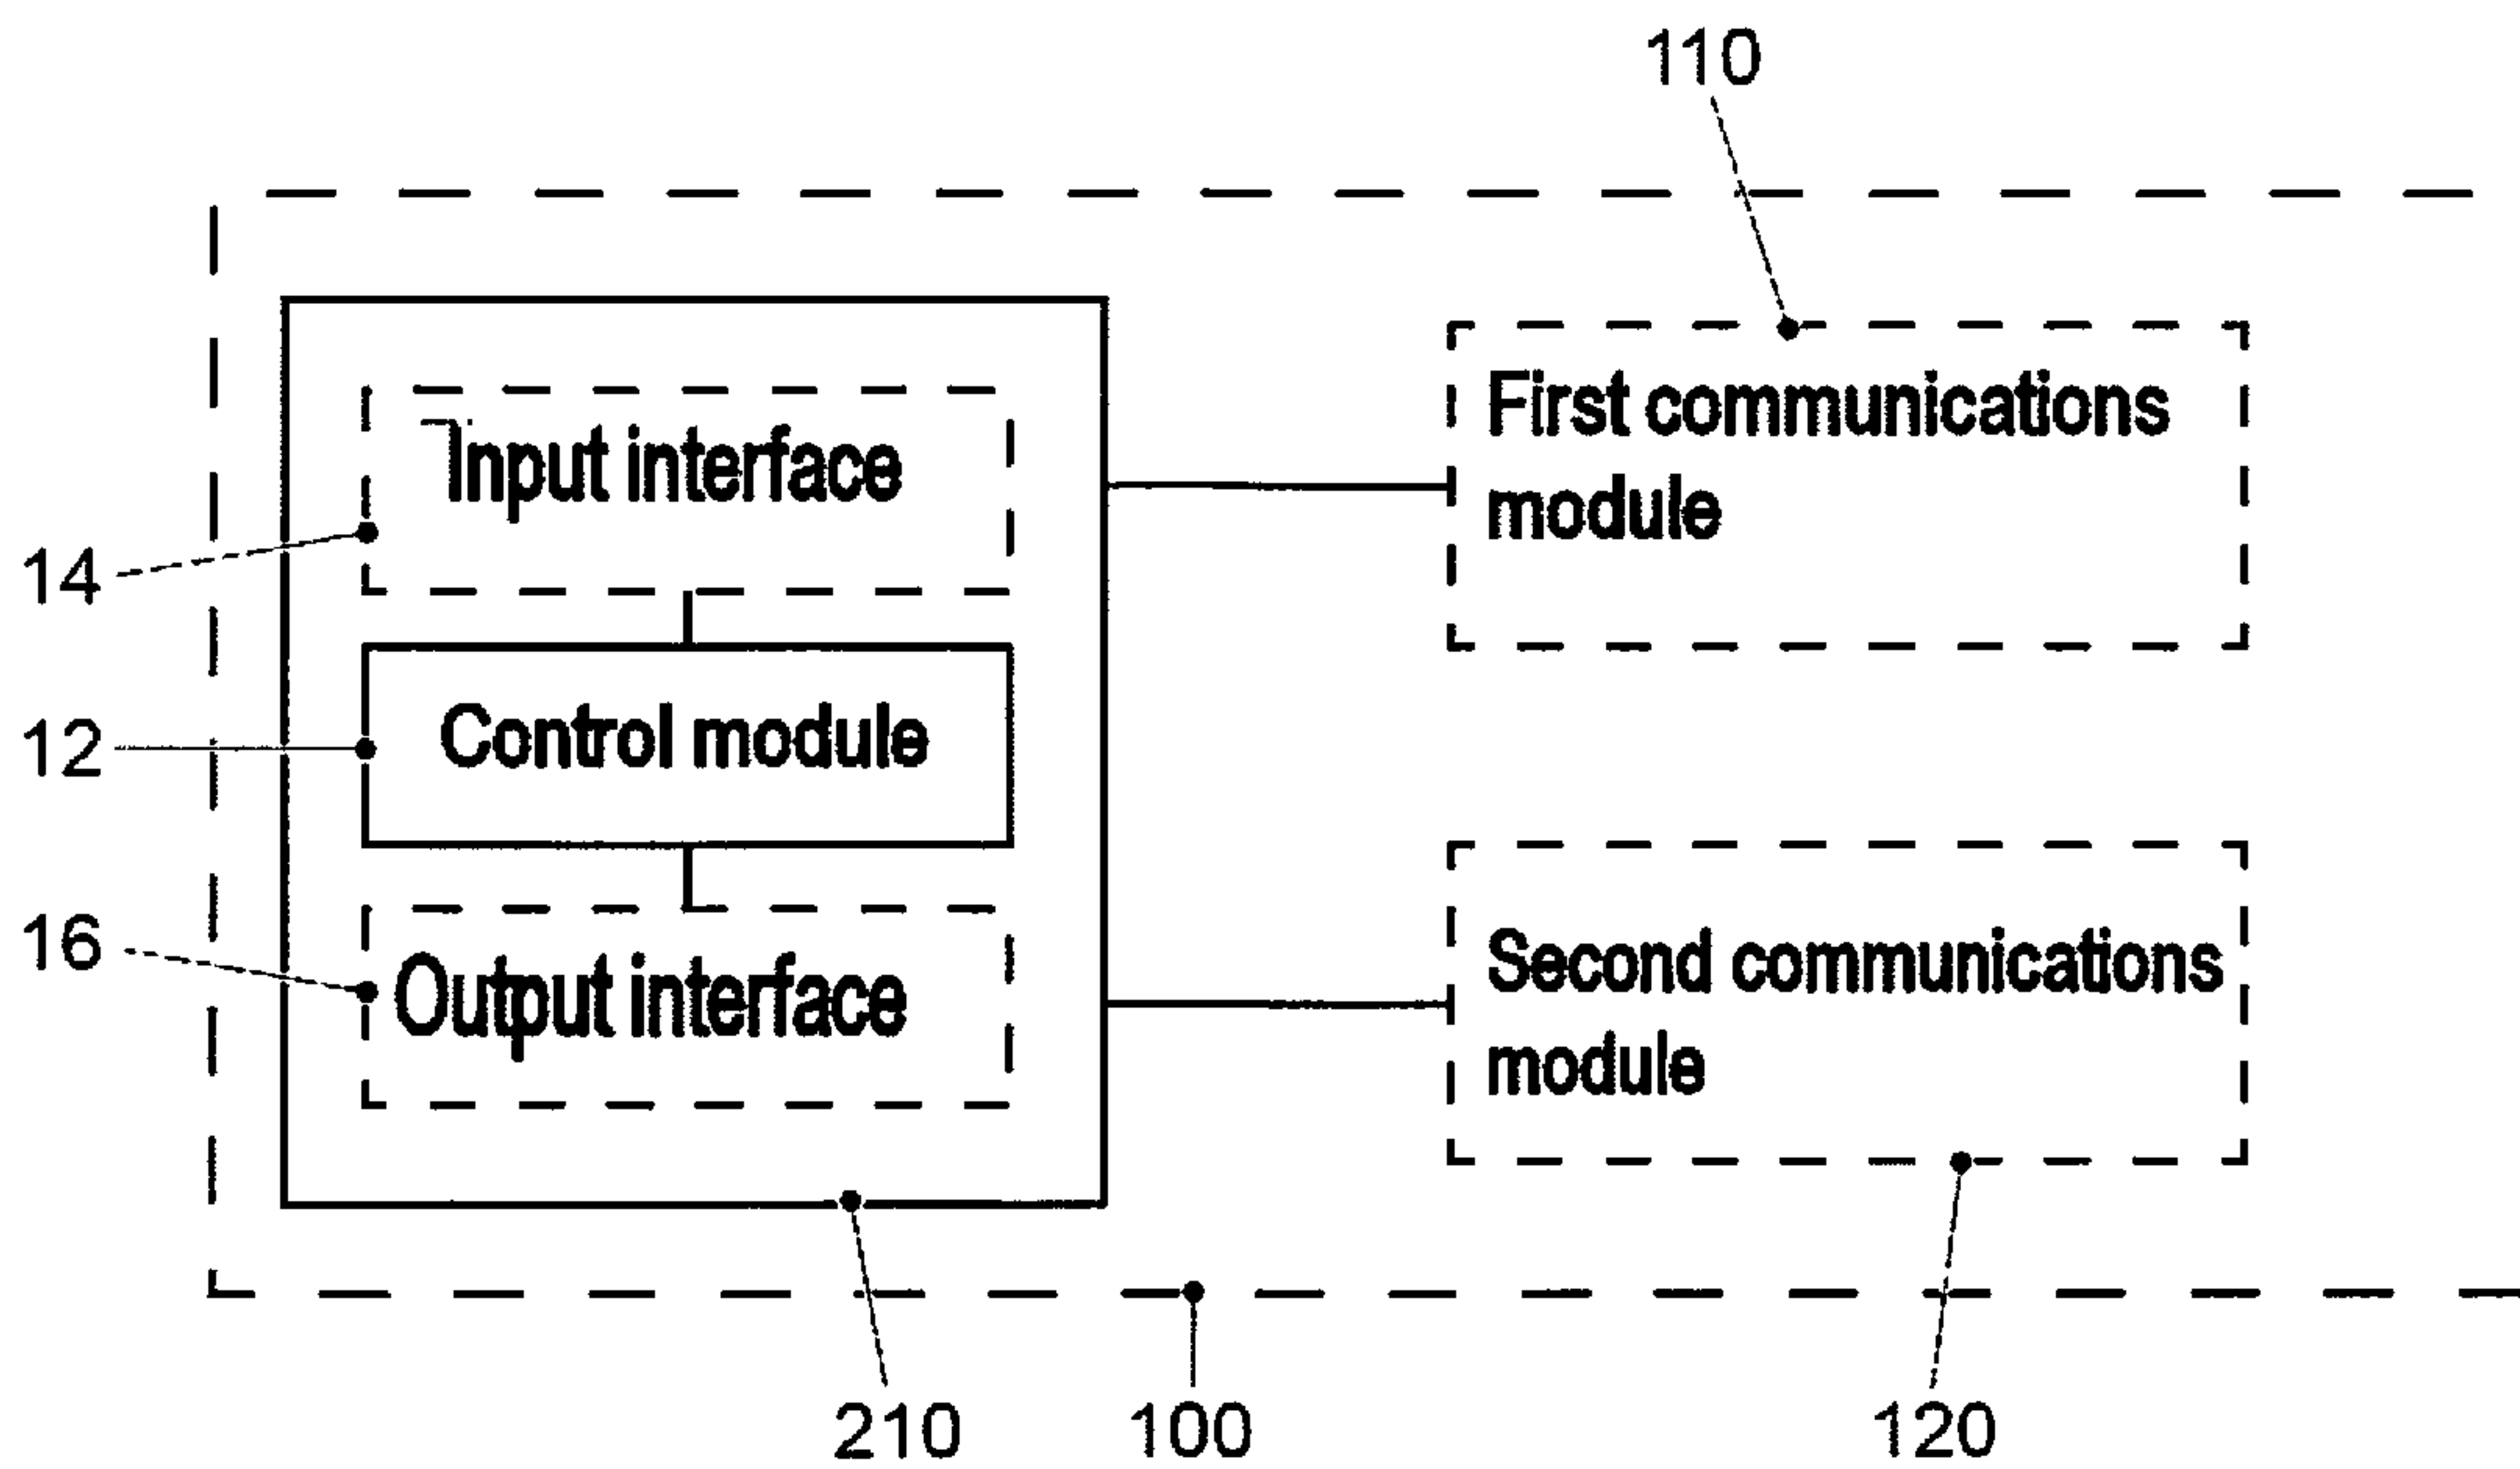 110
Input interface
First communications
module
14
Control module
12
16
Output interface
Second communications
module
210
100
120